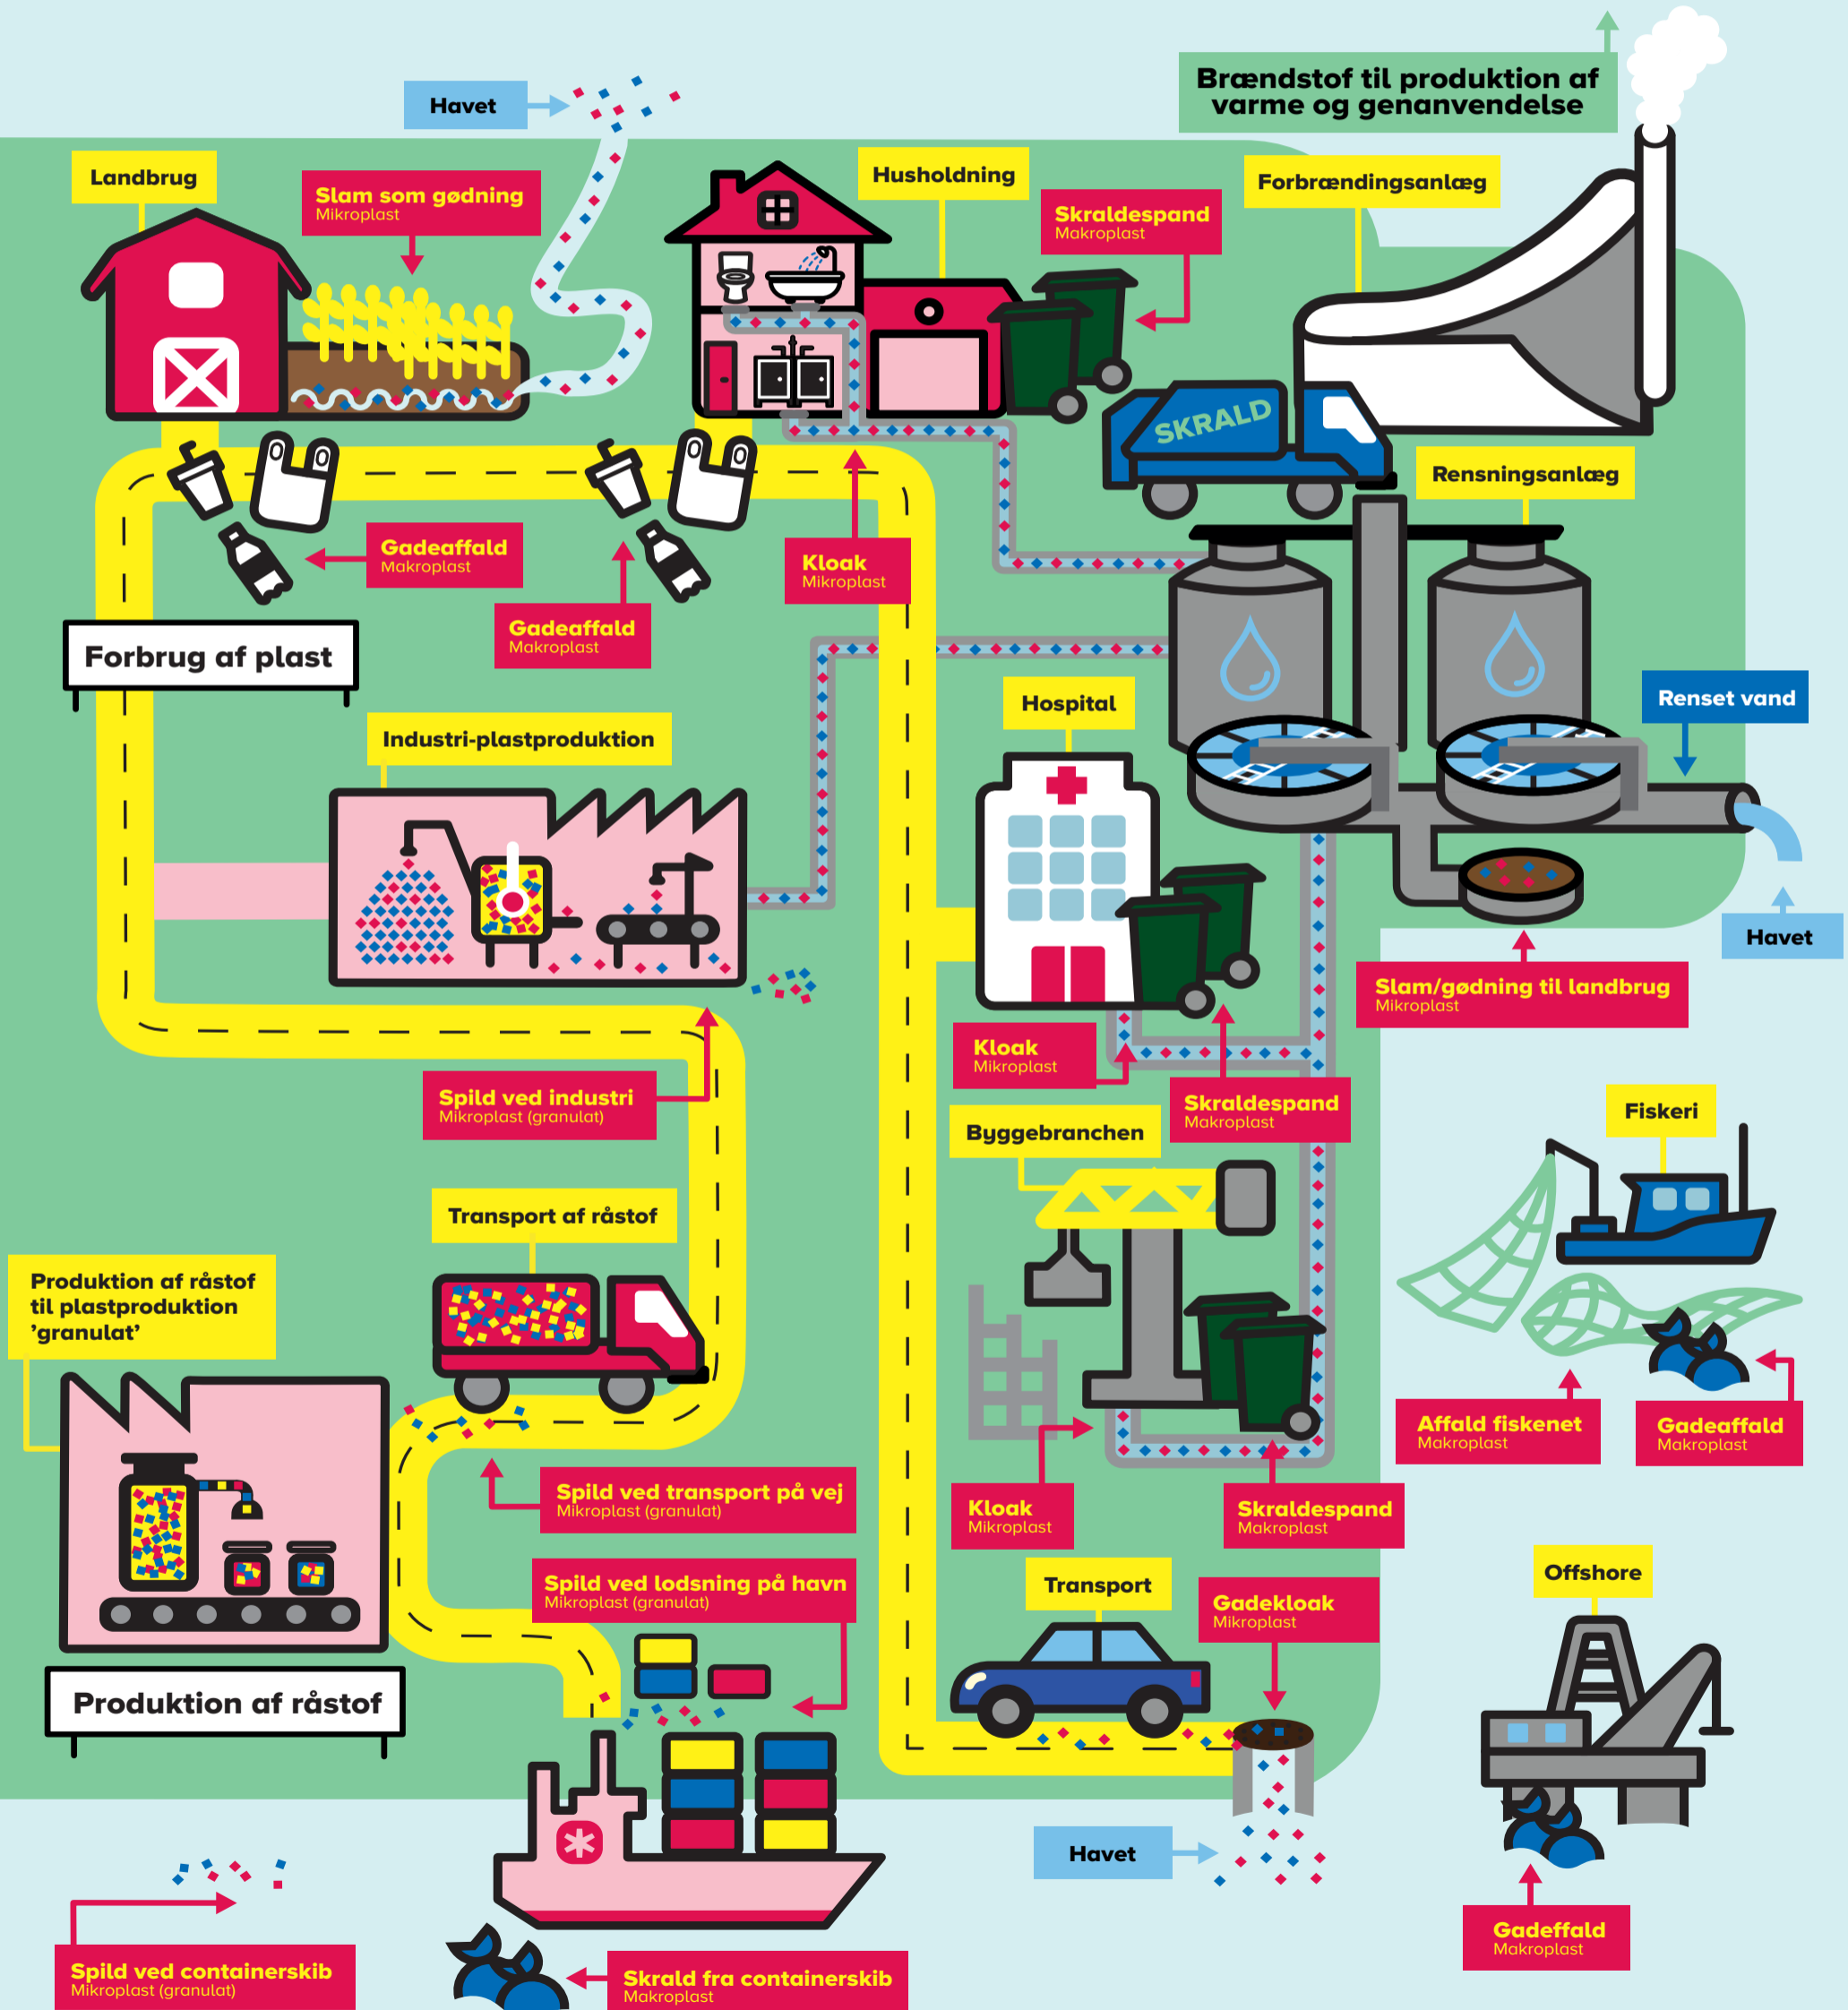 Brændstof til produktion af
varme og genanvendelse
Havet
Landbrug
Slam som gødning
Mikroplast
Husholdning
Skraldespand
Makroplast
Forbrændingsanlæg
SKRALD
Rensningsanlæg
Gadeaffald
Makroplast
Gadeaffald
Makroplast
Kloak
Mikroplast
Forbrug af plast
Industri-plastproduktion
Hospital
Renset vand
Havet
Slam/gødning til landbrug
Mikroplast
Kloak
Mikroplast
Skraldespand
Makroplast
Spild ved industri
Mikroplast (granulat)
Byggebranchen
Fiskeri
Transport af råstof
Produktion af råstof
til plastproduktion
’granulat’
Affald fiskenet
Makroplast
Gadeaffald
Makroplast
Spild ved transport på vej
Mikroplast (granulat)
Kloak
Mikroplast
Skraldespand
Makroplast
Spild ved lodsning på havn
Mikroplast (granulat)
Transport
Gadekloak
Mikroplast
Offshore
Produktion af råstof
Havet
Gadeffald
Makroplast
Spild ved containerskib
Mikroplast (granulat)
Skrald fra containerskib
Makroplast